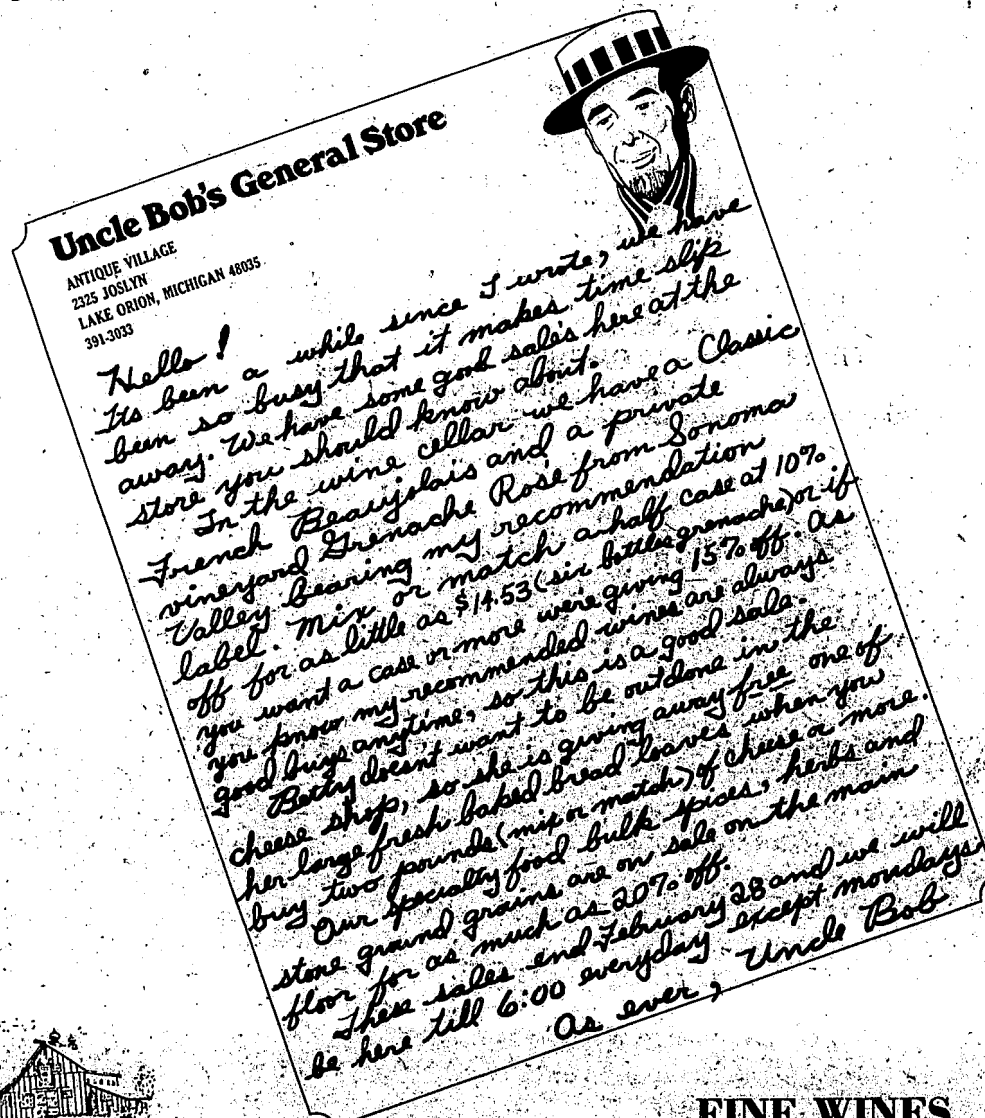 Uncle Bob's General Store
ANTIQUE VILLAGE
2325 JOSLYN
LAKE ORION, MICHIGAN 48035
391-3033
Hello!
Its been a while since I wrote, we have
been so busy that it makes time slip
away. We have some good sales here at the
store you should know about.
In the wine cellar we have a Classic
French Beaujolais and a private
vineyard Grenache Rosé from Sonoma
Valley bearing my recommendation
label. Mix or match a half case at 10%
off for as little as $14.53 (six bottles grenache) or if
you want a case or more we're giving 15% off. As
you know my recommended wines are always
good buys anytime, so this is a good sale.
Betty doesn't want to be outdone in the
cheese shop, so she is giving away free one of
her large fresh baked bread loaves when you
buy two pounds (mix or match) of cheese or more.
Our specialty food bulk spices, herbs and
stone ground grains are on sale on the main
floor for as much as 20% off.
These sales end February 28 and we will
be here till 6:00 everyday except mondays.
As ever,
Uncle Bob
FINE WINES